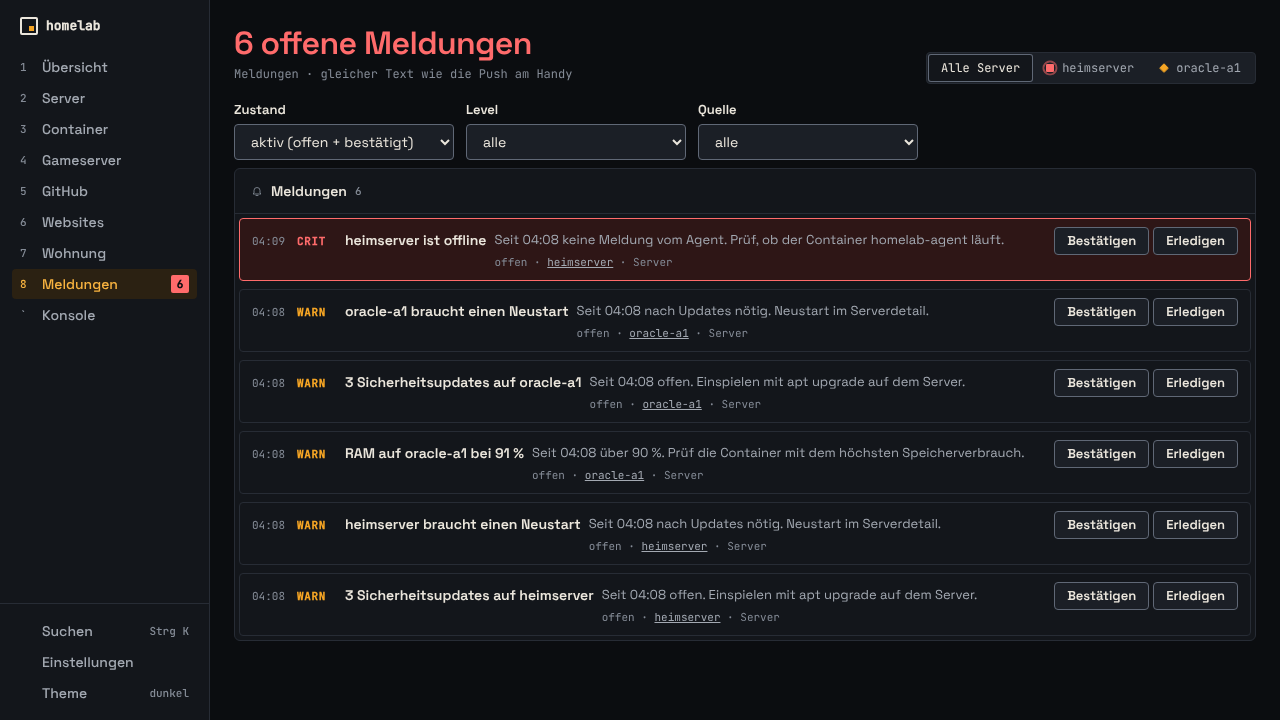 homelab
1 Übersicht
2 Server
3 Container
4 Gameserver
5 GitHub
6 Websites
7 Wohnung
8 Meldungen 6
` Konsole
Suchen Strg K
Einstellungen
Theme dunkel
6 offene Meldungen
Meldungen · gleicher Text wie die Push am Handy
Alle Server heimserver oracle-a1
Zustand Level Quelle
aktiv (offen + bestätigt) alle alle
Meldungen 6
04:09 CRIT heimserver ist offline Seit 04:08 keine Meldung vom Agent. Prüf, ob der Container homelab-agent läuft. Bestätigen Erledigen
offen · heimserver · Server
04:08 WARN oracle-a1 braucht einen Neustart Seit 04:08 nach Updates nötig. Neustart im Serverdetail. Bestätigen Erledigen
offen · oracle-a1 · Server
04:08 WARN 3 Sicherheitsupdates auf oracle-a1 Seit 04:08 offen. Einspielen mit apt upgrade auf dem Server. Bestätigen Erledigen
offen · oracle-a1 · Server
04:08 WARN RAM auf oracle-a1 bei 91 % Seit 04:08 über 90 %. Prüf die Container mit dem höchsten Speicherverbrauch. Bestätigen Erledigen
offen · oracle-a1 · Server
04:08 WARN heimserver braucht einen Neustart Seit 04:08 nach Updates nötig. Neustart im Serverdetail. Bestätigen Erledigen
offen · heimserver · Server
04:08 WARN 3 Sicherheitsupdates auf heimserver Seit 04:08 offen. Einspielen mit apt upgrade auf dem Server. Bestätigen Erledigen
offen · heimserver · Server